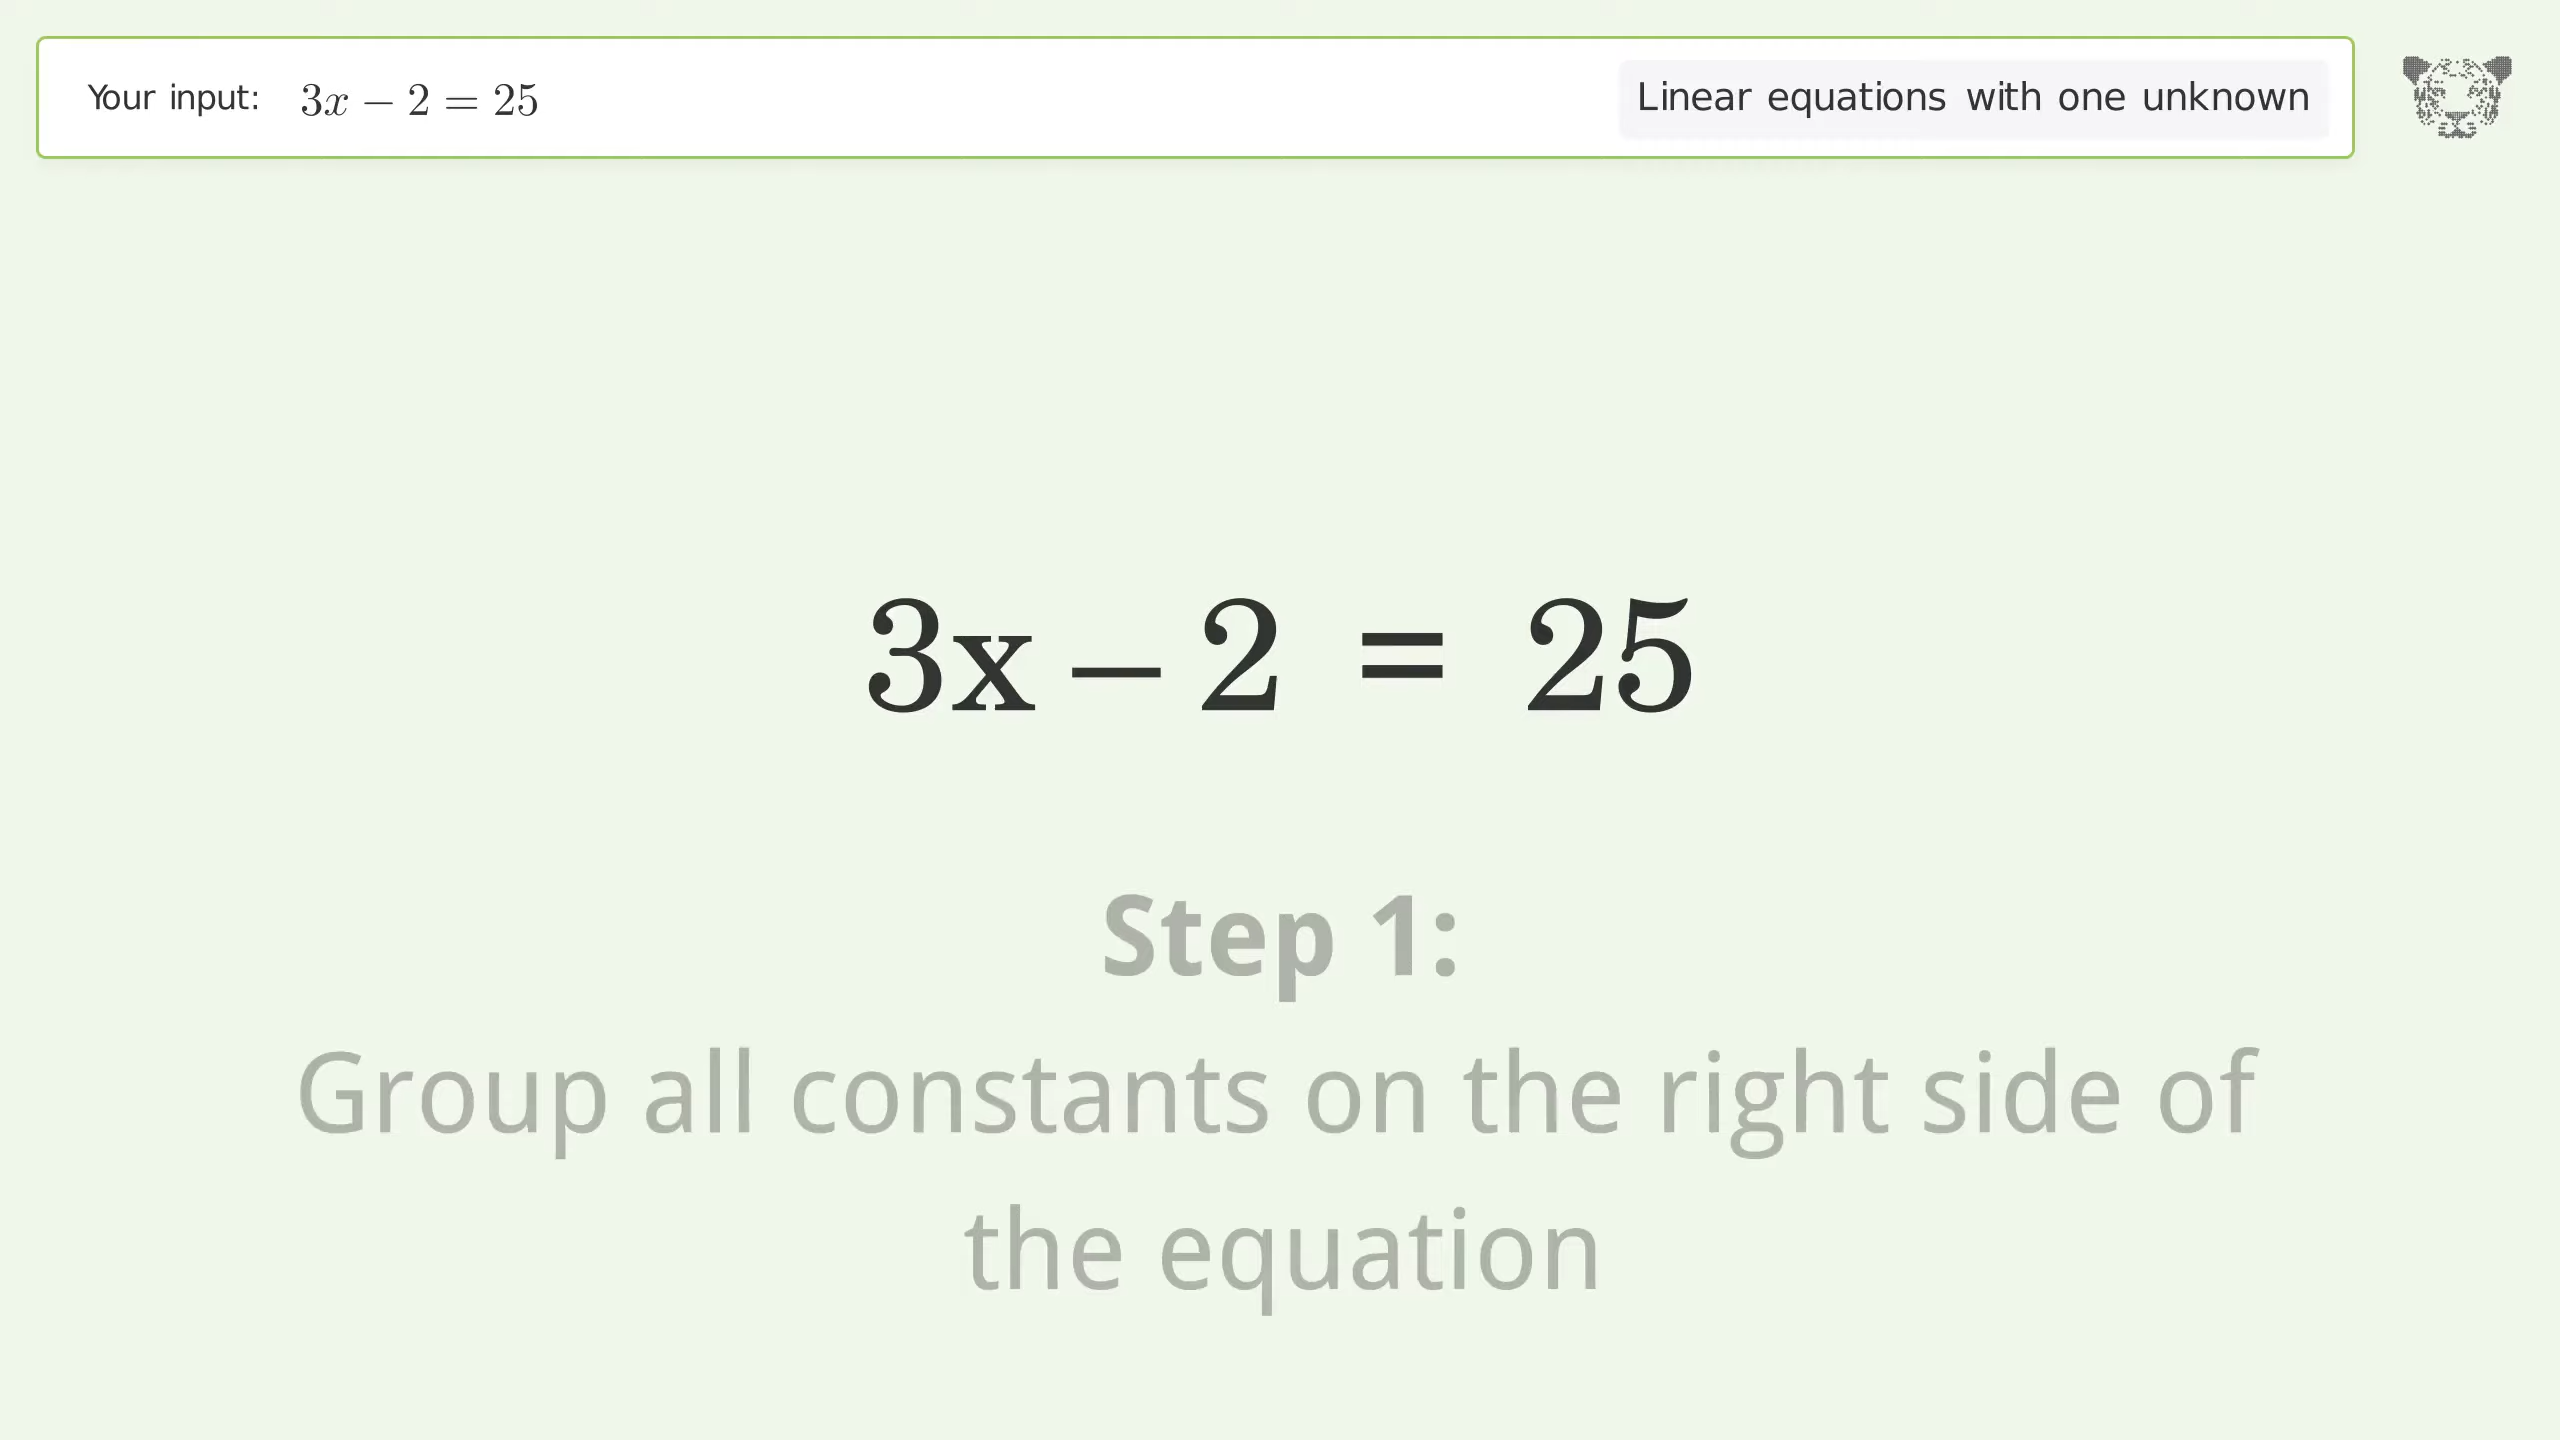 Your input: 3x − 2 = 25
Linear equations with one unknown
3x – 2 = 25
Step 1:
Group all constants on the right side of
the equation